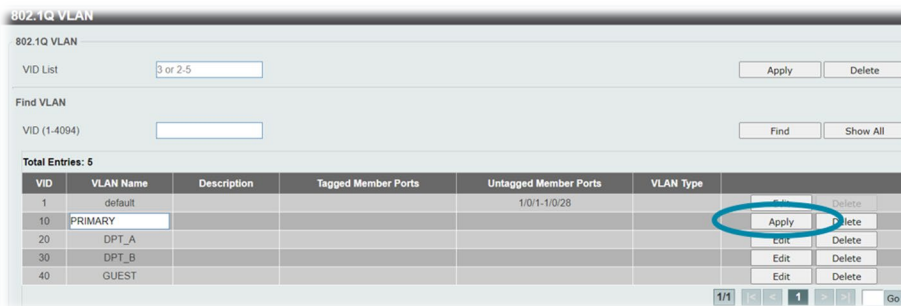 802.1Q VLAN
802.1Q VLAN
VID List 3 or 2-5 Apply Delete
Find VLAN
VID (1-4094) Find Show All
Total Entries: 5
VID VLAN Name Description Tagged Member Ports Untagged Member Ports VLAN Type
1 default 1/0/1-1/0/28 Edit Delete
10 PRIMARY Apply Delete
20 DPT_A Edit Delete
30 DPT_B Edit Delete
40 GUEST Edit Delete
1/1 |< < 1 > >| Go